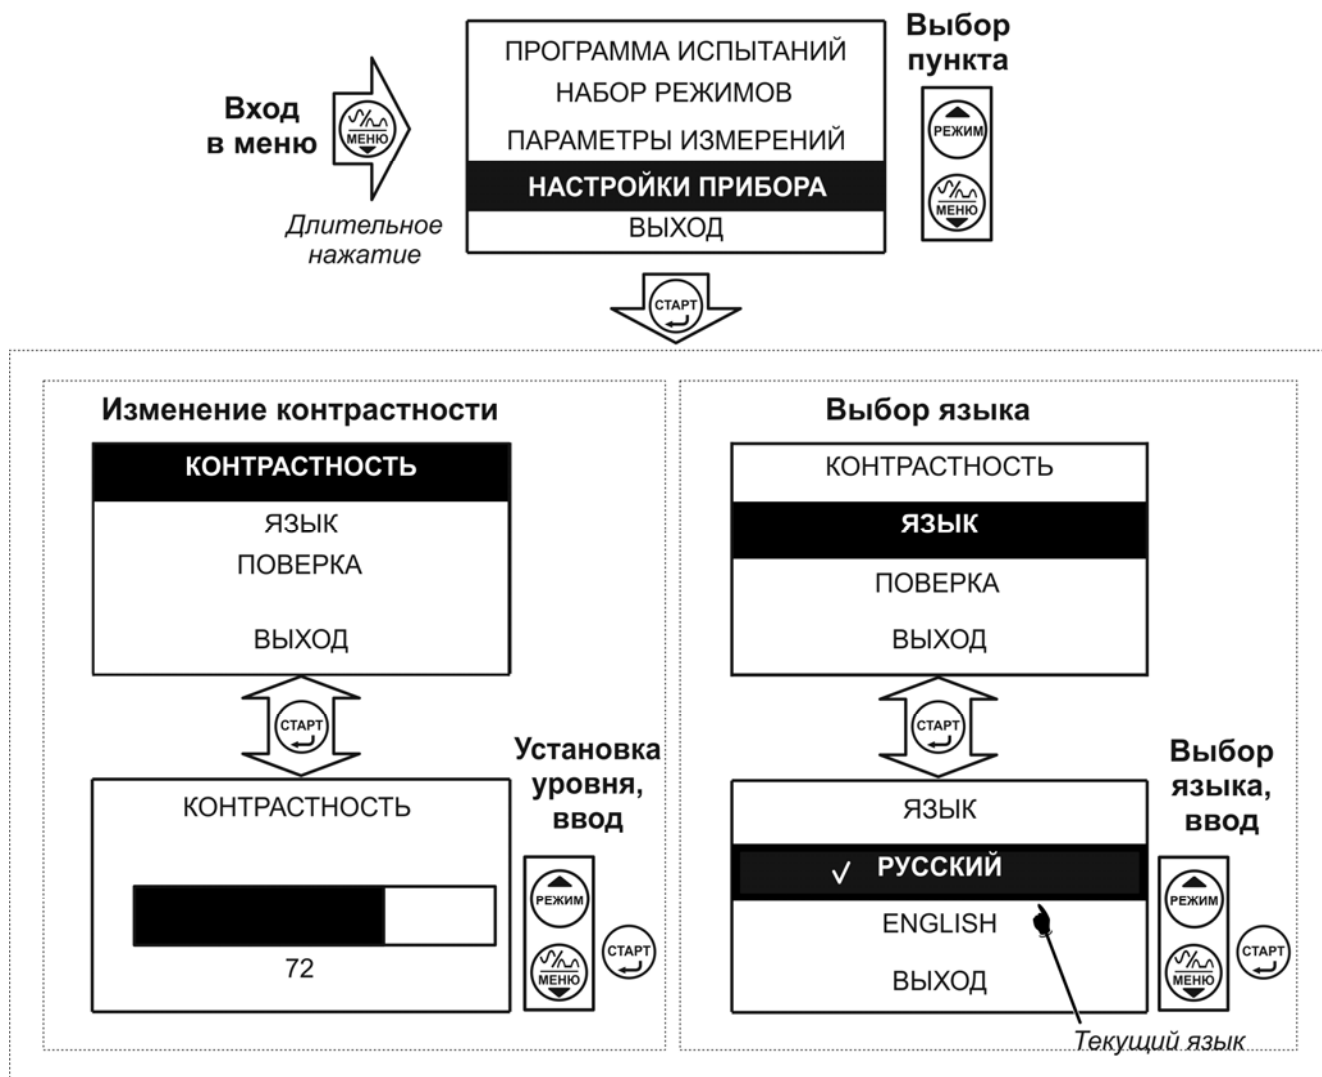 Вход
в меню
МЕНЮ
Длительное
нажатие
ПРОГРАММА ИСПЫТАНИЙ
НАБОР РЕЖИМОВ
ПАРАМЕТРЫ ИЗМЕРЕНИЙ
НАСТРОЙКИ ПРИБОРА
ВЫХОД
Выбор
пункта
РЕЖИМ
МЕНЮ
СТАРТ
Изменение контрастности
КОНТРАСТНОСТЬ
ЯЗЫК
ПОВЕРКА
ВЫХОД
СТАРТ
КОНТРАСТНОСТЬ
72
Установка
уровня,
ввод
РЕЖИМ
МЕНЮ
СТАРТ
Выбор языка
КОНТРАСТНОСТЬ
ЯЗЫК
ПОВЕРКА
ВЫХОД
СТАРТ
ЯЗЫК
✓ РУССКИЙ
ENGLISH
ВЫХОД
Выбор
языка,
ввод
РЕЖИМ
МЕНЮ
СТАРТ
Текущий язык